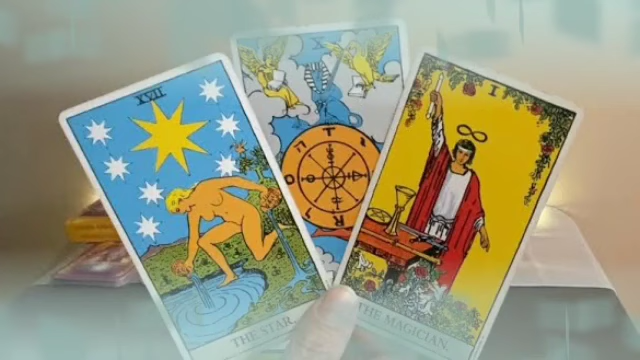 XVII
THE STAR.
X
T
A
R
O
I
THE MAGICIAN.